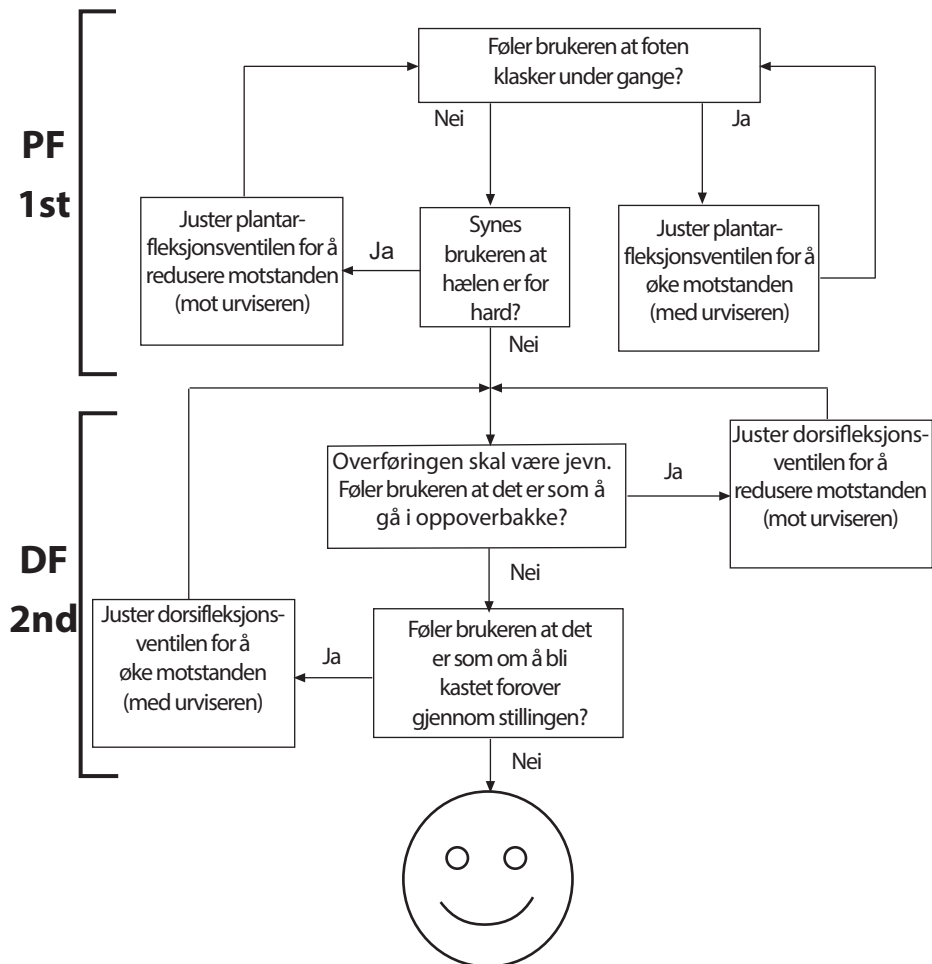 Føler brukeren at foten
klasker under gange?
Nei
Ja
PF
1st
Juster plantar-
fleksjonsventilen for å
redusere motstanden
(mot urviseren)
Ja
Synes
brukeren at
hælen er for
hard?
Juster plantar-
fleksjonsventilen for å
øke motstanden
(med urviseren)
Nei
Overføringen skal være jevn.
Føler brukeren at det er som å
gå i oppoverbakke?
Ja
Juster dorsifleksjons-
ventilen for å
redusere motstanden
(mot urviseren)
DF
2nd
Nei
Juster dorsifleksjons-
ventilen for å
øke motstanden
(med urviseren)
Ja
Føler brukeren at det
er som om å bli
kastet forover
gjennom stillingen?
Nei